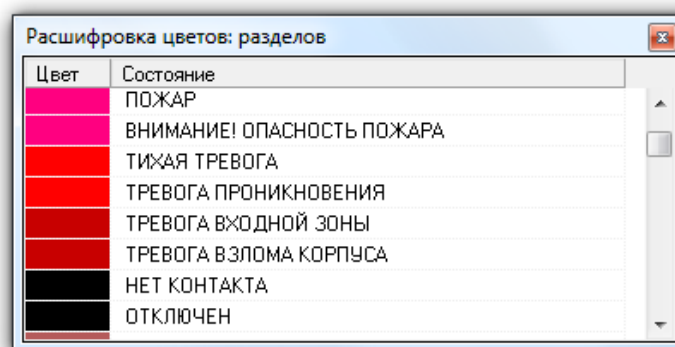 Расшифровка цветов: разделов
Цвет Состояние
ПОЖАР
ВНИМАНИЕ! ОПАСНОСТЬ ПОЖАРА
ТИХАЯ ТРЕВОГА
ТРЕВОГА ПРОНИКНОВЕНИЯ
ТРЕВОГА ВХОДНОЙ ЗОНЫ
ТРЕВОГА ВЗЛОМА КОРПУСА
НЕТ КОНТАКТА
ОТКЛЮЧЕН